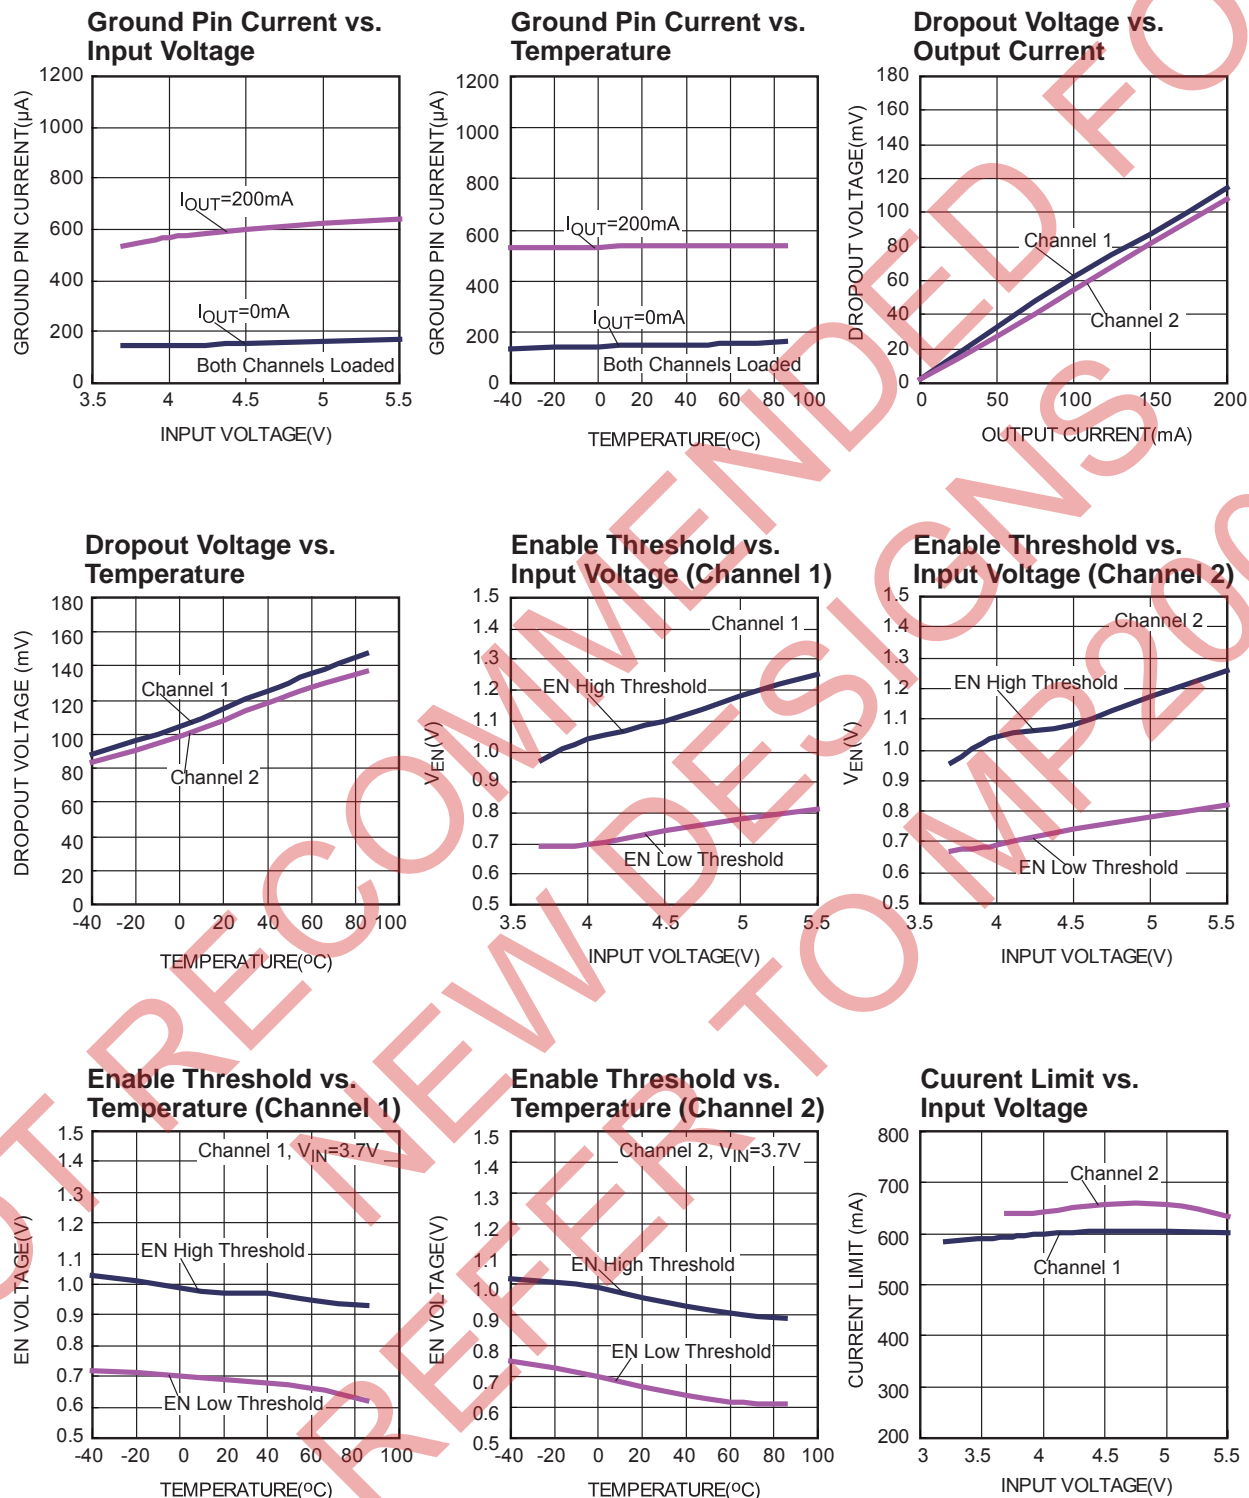 Ground Pin Current vs.
Input Voltage
1200
1000
800
600
400
200
0
GROUND PIN CURRENT(µA)
IOUT=200mA
IOUT=0mA
Both Channels Loaded
3.5 4 4.5 5 5.5
INPUT VOLTAGE(V)
Ground Pin Current vs.
Temperature
1200
1000
800
600
400
200
0
GROUND PIN CURRENT(µA)
IOUT=200mA
IOUT=0mA
Both Channels Loaded
-40 -20 0 20 40 60 80 100
TEMPERATURE(ºC)
Dropout Voltage vs.
Output Current
180
160
140
120
100
80
60
40
20
0
DROPOUT VOLTAGE(mV)
Channel 1
Channel 2
0 50 100 150 200
OUTPUT CURRENT(mA)
Dropout Voltage vs.
Temperature
180
160
140
120
100
80
60
40
20
0
DROPOUT VOLTAGE (mV)
Channel 1
Channel 2
-40 -20 0 20 40 60 80 100
TEMPERATURE(ºC)
Enable Threshold vs.
Input Voltage (Channel 1)
1.5
1.4
1.3
1.2
1.1
1.0
0.9
0.8
0.7
0.6
0.5
VEN(V)
Channel 1
EN High Threshold
EN Low Threshold
3.5 4 4.5 5 5.5
INPUT VOLTAGE(V)
Enable Threshold vs.
Input Voltage (Channel 2)
1.5
1.4
1.3
1.2
1.1
1.0
0.9
0.8
0.7
0.6
0.5
VEN(V)
Channel 2
EN High Threshold
EN Low Threshold
3.5 4 4.5 5 5.5
INPUT VOLTAGE(V)
Enable Threshold vs.
Temperature (Channel 1)
1.5
1.4
1.3
1.2
1.1
1.0
0.9
0.8
0.7
0.6
0.5
EN VOLTAGE(V)
Channel 1, VIN=3.7V
EN High Threshold
EN Low Threshold
-40 -20 0 20 40 60 80 100
TEMPERATURE(ºC)
Enable Threshold vs.
Temperature (Channel 2)
1.5
1.4
1.3
1.2
1.1
1.0
0.9
0.8
0.7
0.6
0.5
EN VOLTAGE(V)
Channel 2, VIN=3.7V
EN High Threshold
EN Low Threshold
-40 -20 0 20 40 60 80 100
TEMPERATURE(ºC)
Cuurent Limit vs.
Input Voltage
800
700
600
500
400
300
200
CURRENT LIMIT (mA)
Channel 2
Channel 1
3 3.5 4 4.5 5 5.5
INPUT VOLTAGE(V)
RECOMMENDED
NEW DESIGNS
REFER TO